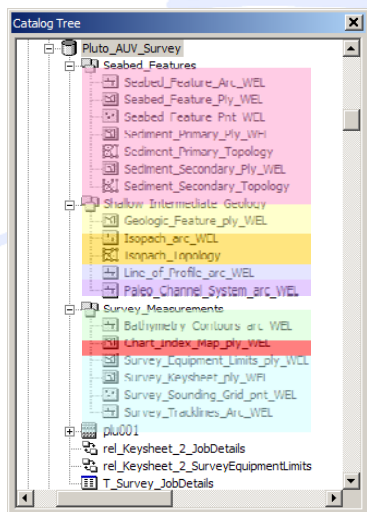 Catalog Tree
Pluto_AUV_Survey
Seabed_Features
Seabed_Feature_Arc_WEL
Seabed_Feature_Ply_WEL
Seabed_Feature_Pnt_WEL
Sediment_Primary_Ply_WEL
Sediment_Primary_Topology
Sediment_Secondary_Ply_WEL
Sediment_Secondary_Topology
Shallow_Intermediate_Geology
Geologic_Feature_ply_WEL
Isopach_arc_WEL
Isopach_Topology
Line_of_Profile_arc_WEL
Paleo_Channel_System_arc_WEL
Survey_Measurements
Bathymetry_Contours_arc_WEL
Chart_Index_Map_ply_WEL
Survey_Equipment_Limits_ply_WEL
Survey_Keysheet_ply_WEL
Survey_Sounding_Grid_pnt_WEL
Survey_Tracklines_Arc_WEL
plu001
rel_Keysheet_2_JobDetails
rel_Keysheet_2_SurveyEquipmentLimits
T_Survey_JobDetails